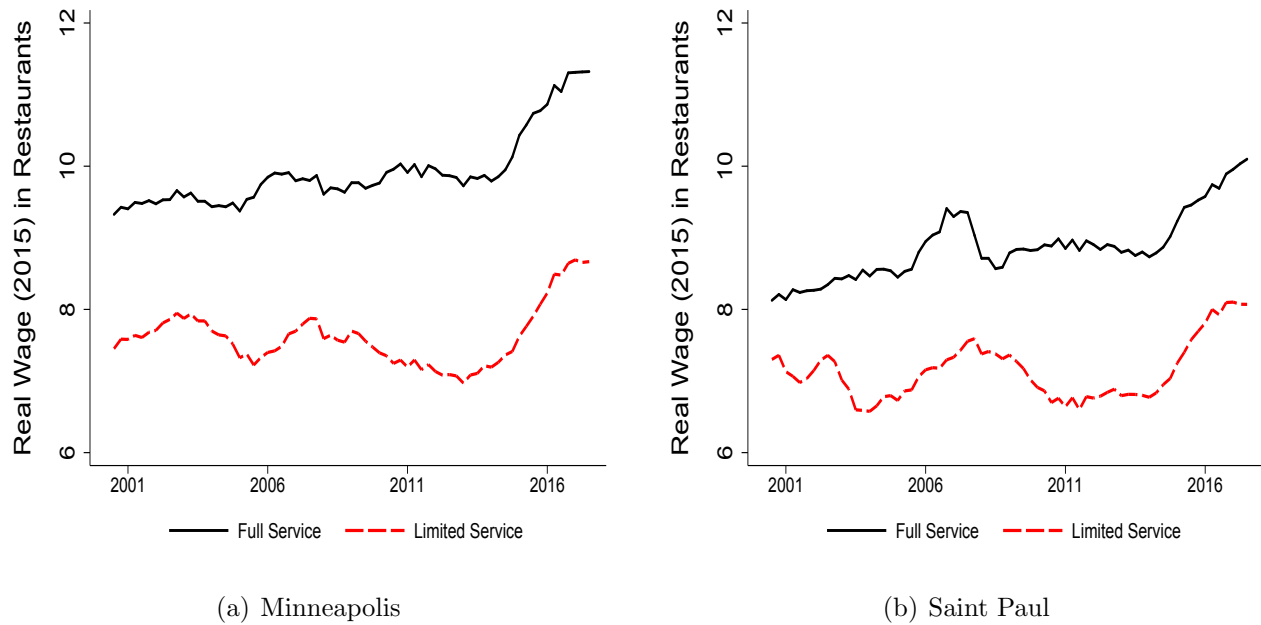 Real Wage (2015) in Restaurants
12
10
8
6
2001 2006 2011 2016
Full Service Limited Service
(a) Minneapolis
Real Wage (2015) in Restaurants
12
10
8
6
2001 2006 2011 2016
Full Service Limited Service
(b) Saint Paul